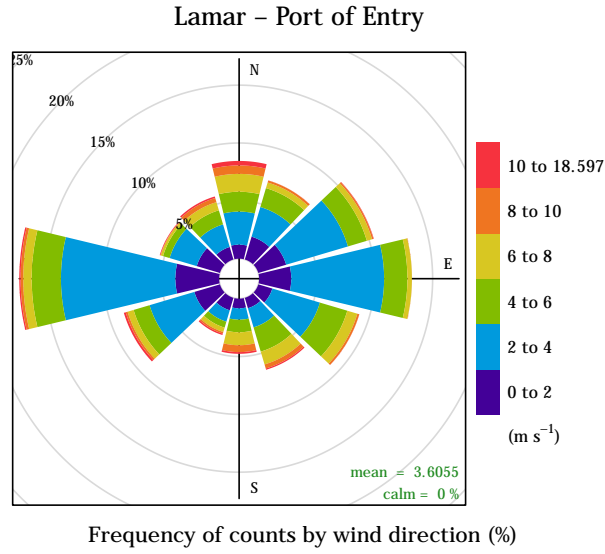 Lamar – Port of Entry
25%
20%
15%
10%
5%
N
E
S
10 to 18.597
8 to 10
6 to 8
4 to 6
2 to 4
0 to 2
(m s⁻¹)
mean = 3.6055
calm = 0 %
Frequency of counts by wind direction (%)